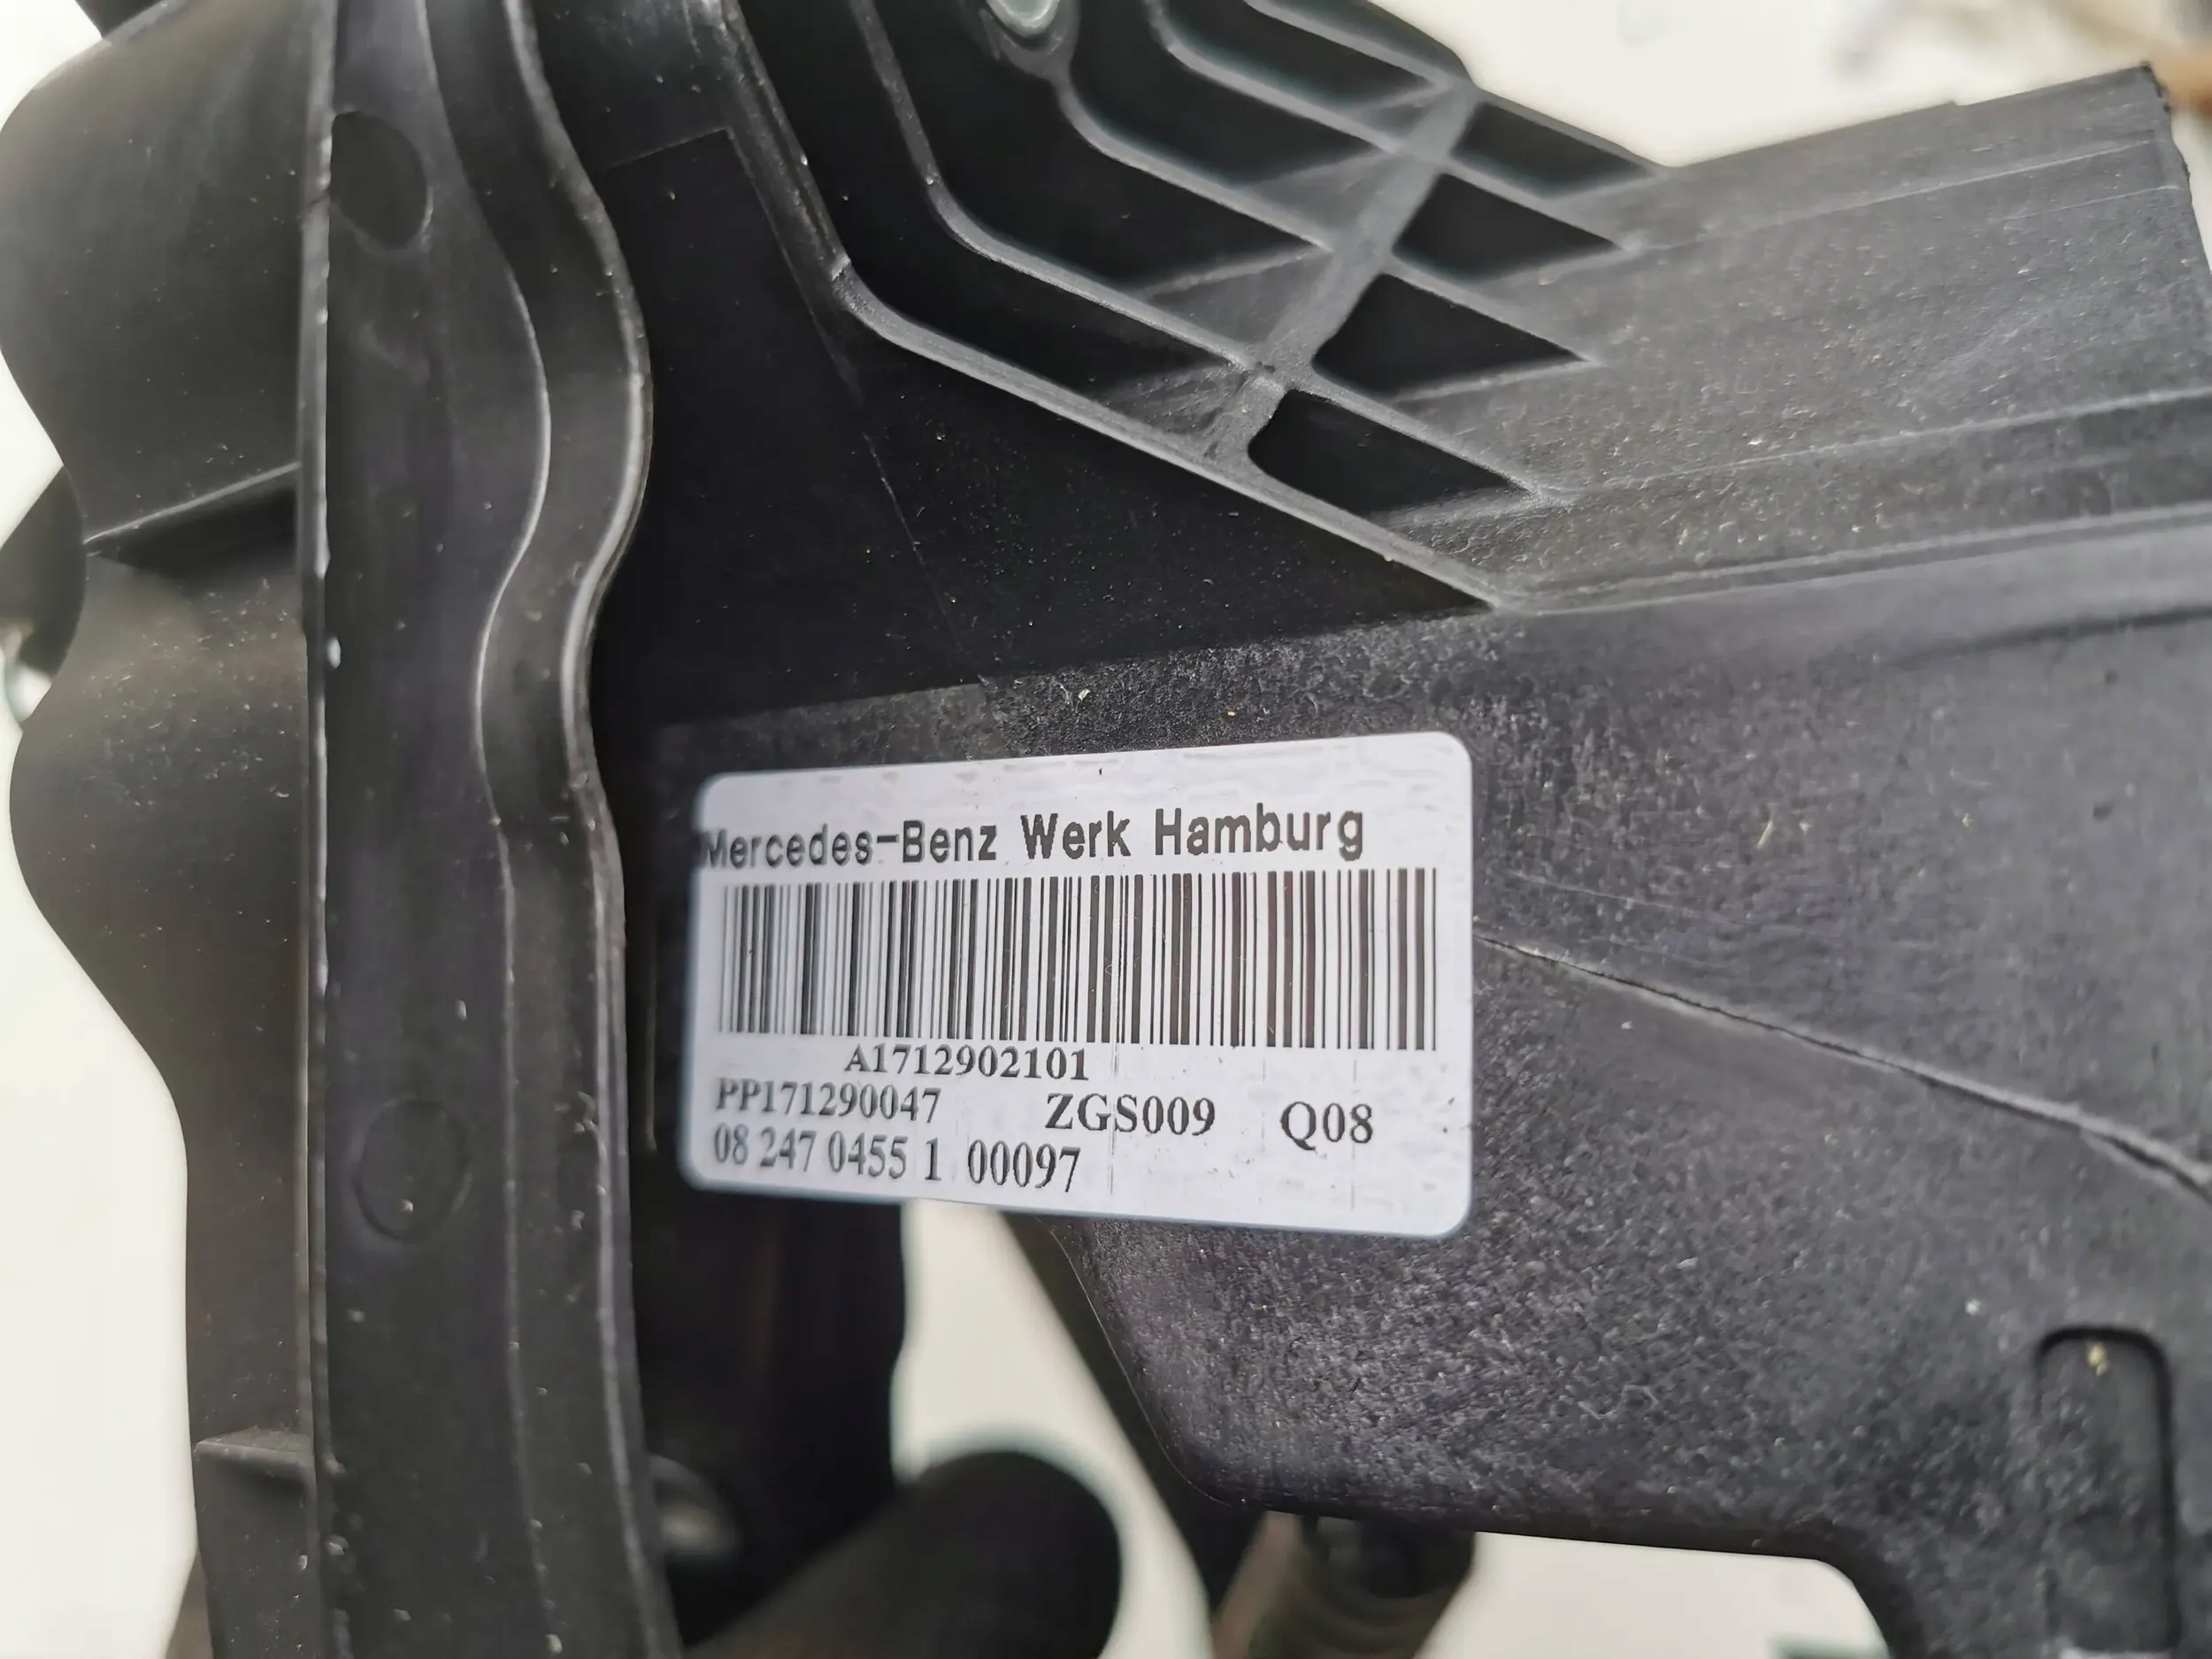 Mercedes-Benz Werk Hamburg
A1712902101
PP171290047 ZGS009 Q08
08 247 0455 1 00097